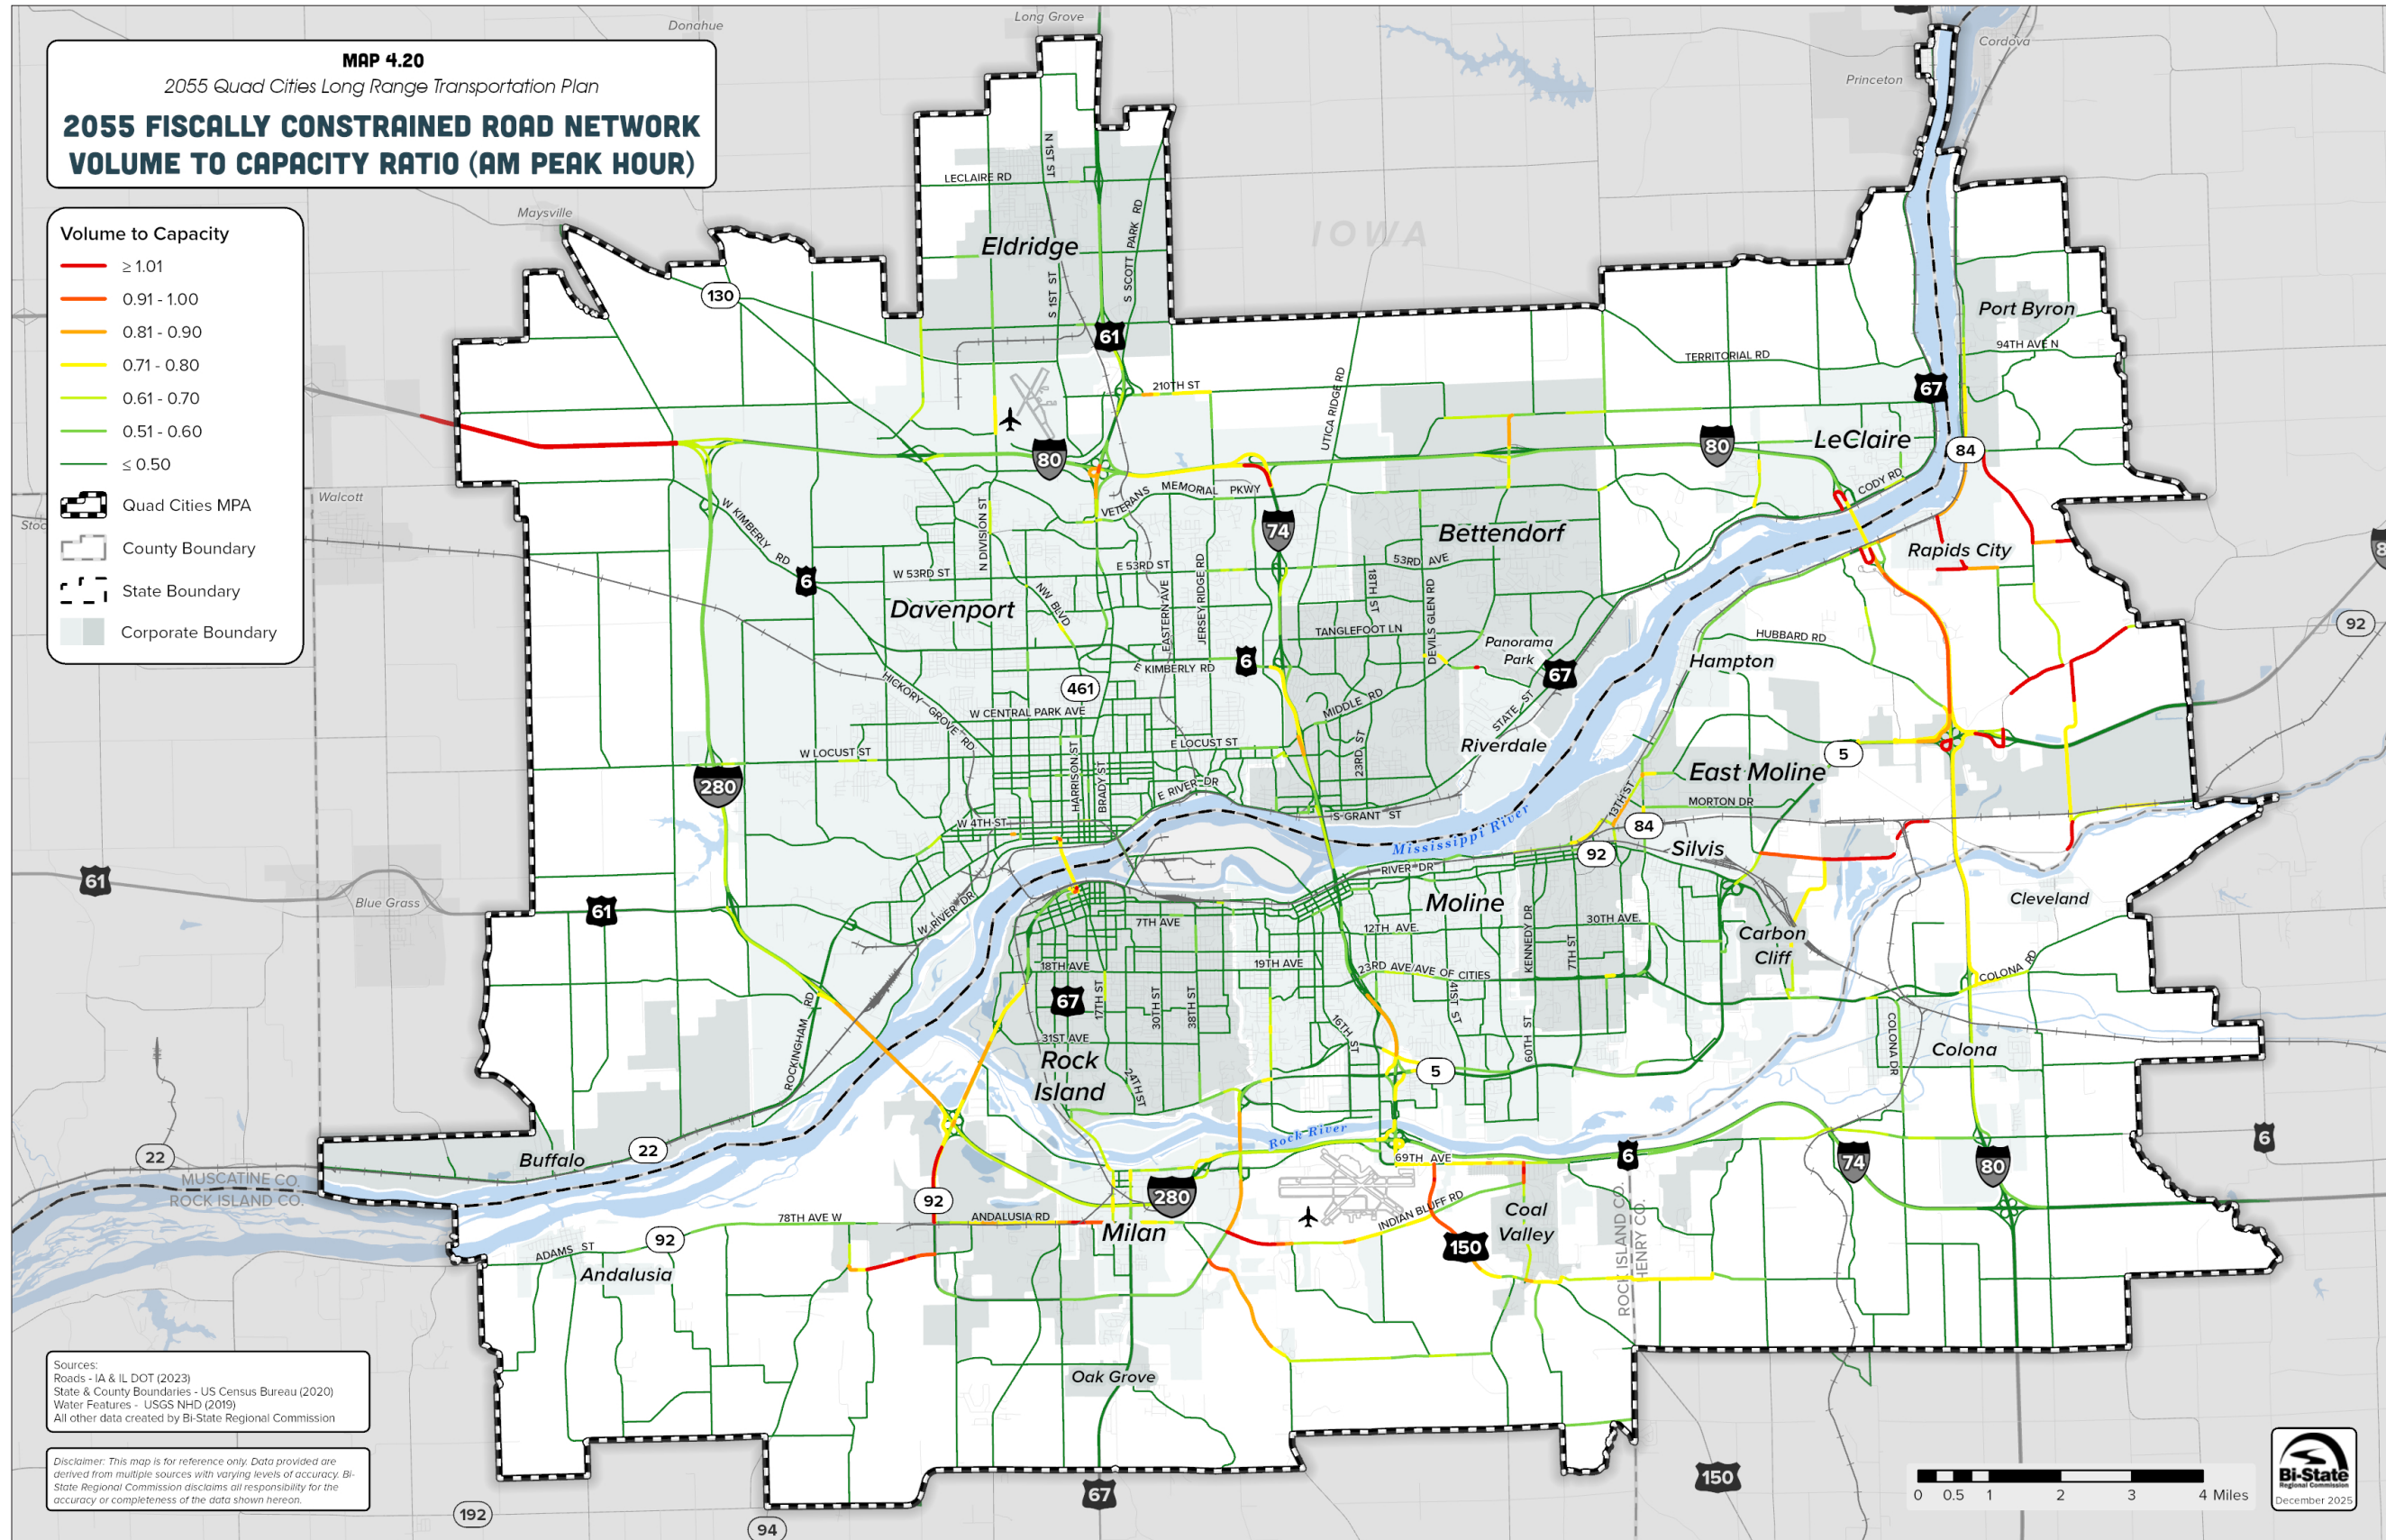 MAP 4.20
2055 Quad Cities Long Range Transportation Plan
2055 FISCALLY CONSTRAINED ROAD NETWORK
VOLUME TO CAPACITY RATIO (AM PEAK HOUR)
Volume to Capacity
≥ 1.01
0.91 - 1.00
0.81 - 0.90
0.71 - 0.80
0.61 - 0.70
0.51 - 0.60
≤ 0.50
Quad Cities MPA
County Boundary
State Boundary
Corporate Boundary
Donahue
Long Grove
Cordova
Princeton
Maysville
IOWA
N 1ST ST
LECLAIRE RD
S SCOTT PARK RD
Eldridge
S 1ST ST
130
61
Port Byron
94TH AVE N
TERRITORIAL RD
67
210TH ST
UTICA RIDGE RD
LeClaire
80
80
84
CODY RD
Walcott
Stoc
W KIMBERLY RD
N DIVISION ST
VETERANS MEMORIAL PKWY
74
Bettendorf
Rapids City
6
W 53RD ST
E 53RD ST
53RD AVE
18TH ST
DEVILS GLEN RD
EASTERN AVE
JERSEY RIDGE RD
Davenport
NW BLVD
TANGLEFOOT LN
Panorama
Park
HUBBARD RD
92
E KIMBERLY RD
6
67
Hampton
461
HICKORY GROVE RD
W CENTRAL PARK AVE
MIDDLE RD
STATE ST
W LOCUST ST
E LOCUST ST
23RD ST
Riverdale
5
280
HARRISON ST
BRADY ST
E RIVER DR
East Moline
13TH ST
MORTON DR
W 4TH ST
S GRANT ST
Mississippi River
84
92
Silvis
61
Blue Grass
RIVER DR
W RIVER DR
61
Moline
Cleveland
7TH AVE
12TH AVE.
KENNEDY DR
30TH AVE.
7TH ST
Carbon
Cliff
18TH AVE
19TH AVE
23RD AVE/AVE OF CITIES
COLONA RD
67
17TH ST
30TH ST
38TH ST
41ST ST
ROCKINGHAM RD
31ST AVE
16TH ST
60TH ST
COLONA DR
Colona
Rock
Island
24TH ST
5
Rock River
22
Buffalo
22
69TH AVE
6
74
80
6
MUSCATINE CO.
ROCK ISLAND CO.
92
280
INDIAN BLUFF RD
Coal
Valley
ROCK ISLAND CO.
HENRY CO.
78TH AVE W
ANDALUSIA RD
Milan
92
ADAMS ST
150
Andalusia
Oak Grove
Sources:
Roads - IA & IL DOT (2023)
State & County Boundaries - US Census Bureau (2020)
Water Features - USGS NHD (2019)
All other data created by Bi-State Regional Commission
Disclaimer: This map is for reference only. Data provided are
derived from multiple sources with varying levels of accuracy. Bi-
State Regional Commission disclaims all responsibility for the
accuracy or completeness of the data shown hereon.
192
94
67
150
0 0.5 1 2 3 4 Miles
Bi-State
Regional Commission
December 2025